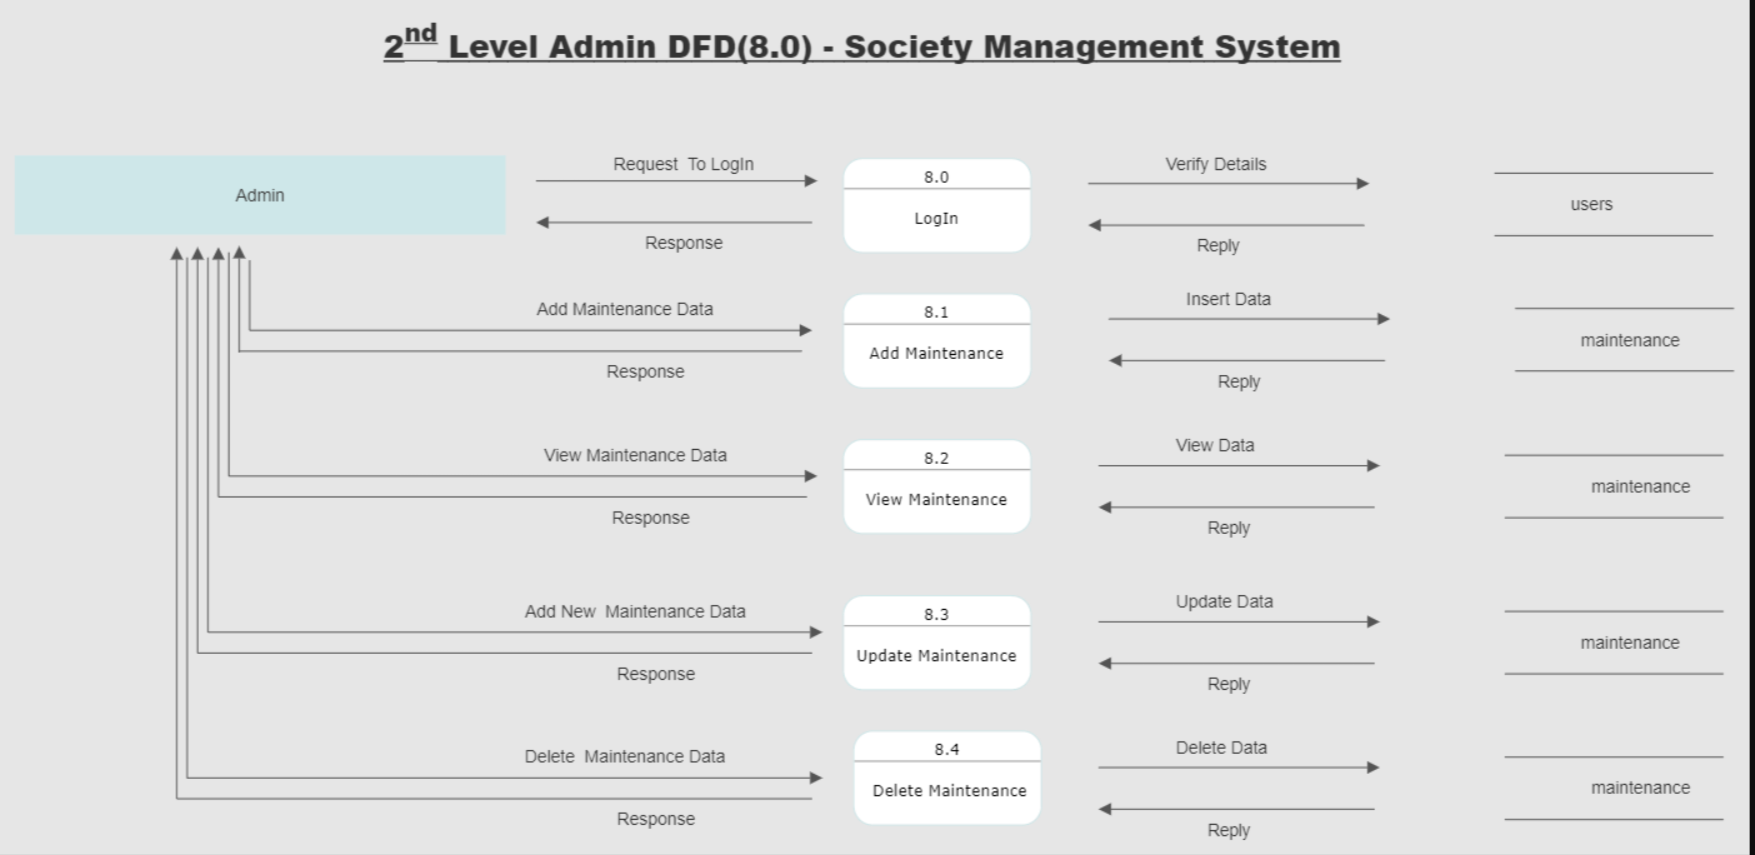 2nd Level Admin DFD(8.0) - Society Management System
Admin
Request To LogIn
Response
8.0
LogIn
Verify Details
Reply
users
Add Maintenance Data
Response
8.1
Add Maintenance
Insert Data
Reply
maintenance
View Maintenance Data
Response
8.2
View Maintenance
View Data
Reply
maintenance
Add New Maintenance Data
Response
8.3
Update Maintenance
Update Data
Reply
maintenance
Delete Maintenance Data
Response
8.4
Delete Maintenance
Delete Data
Reply
maintenance